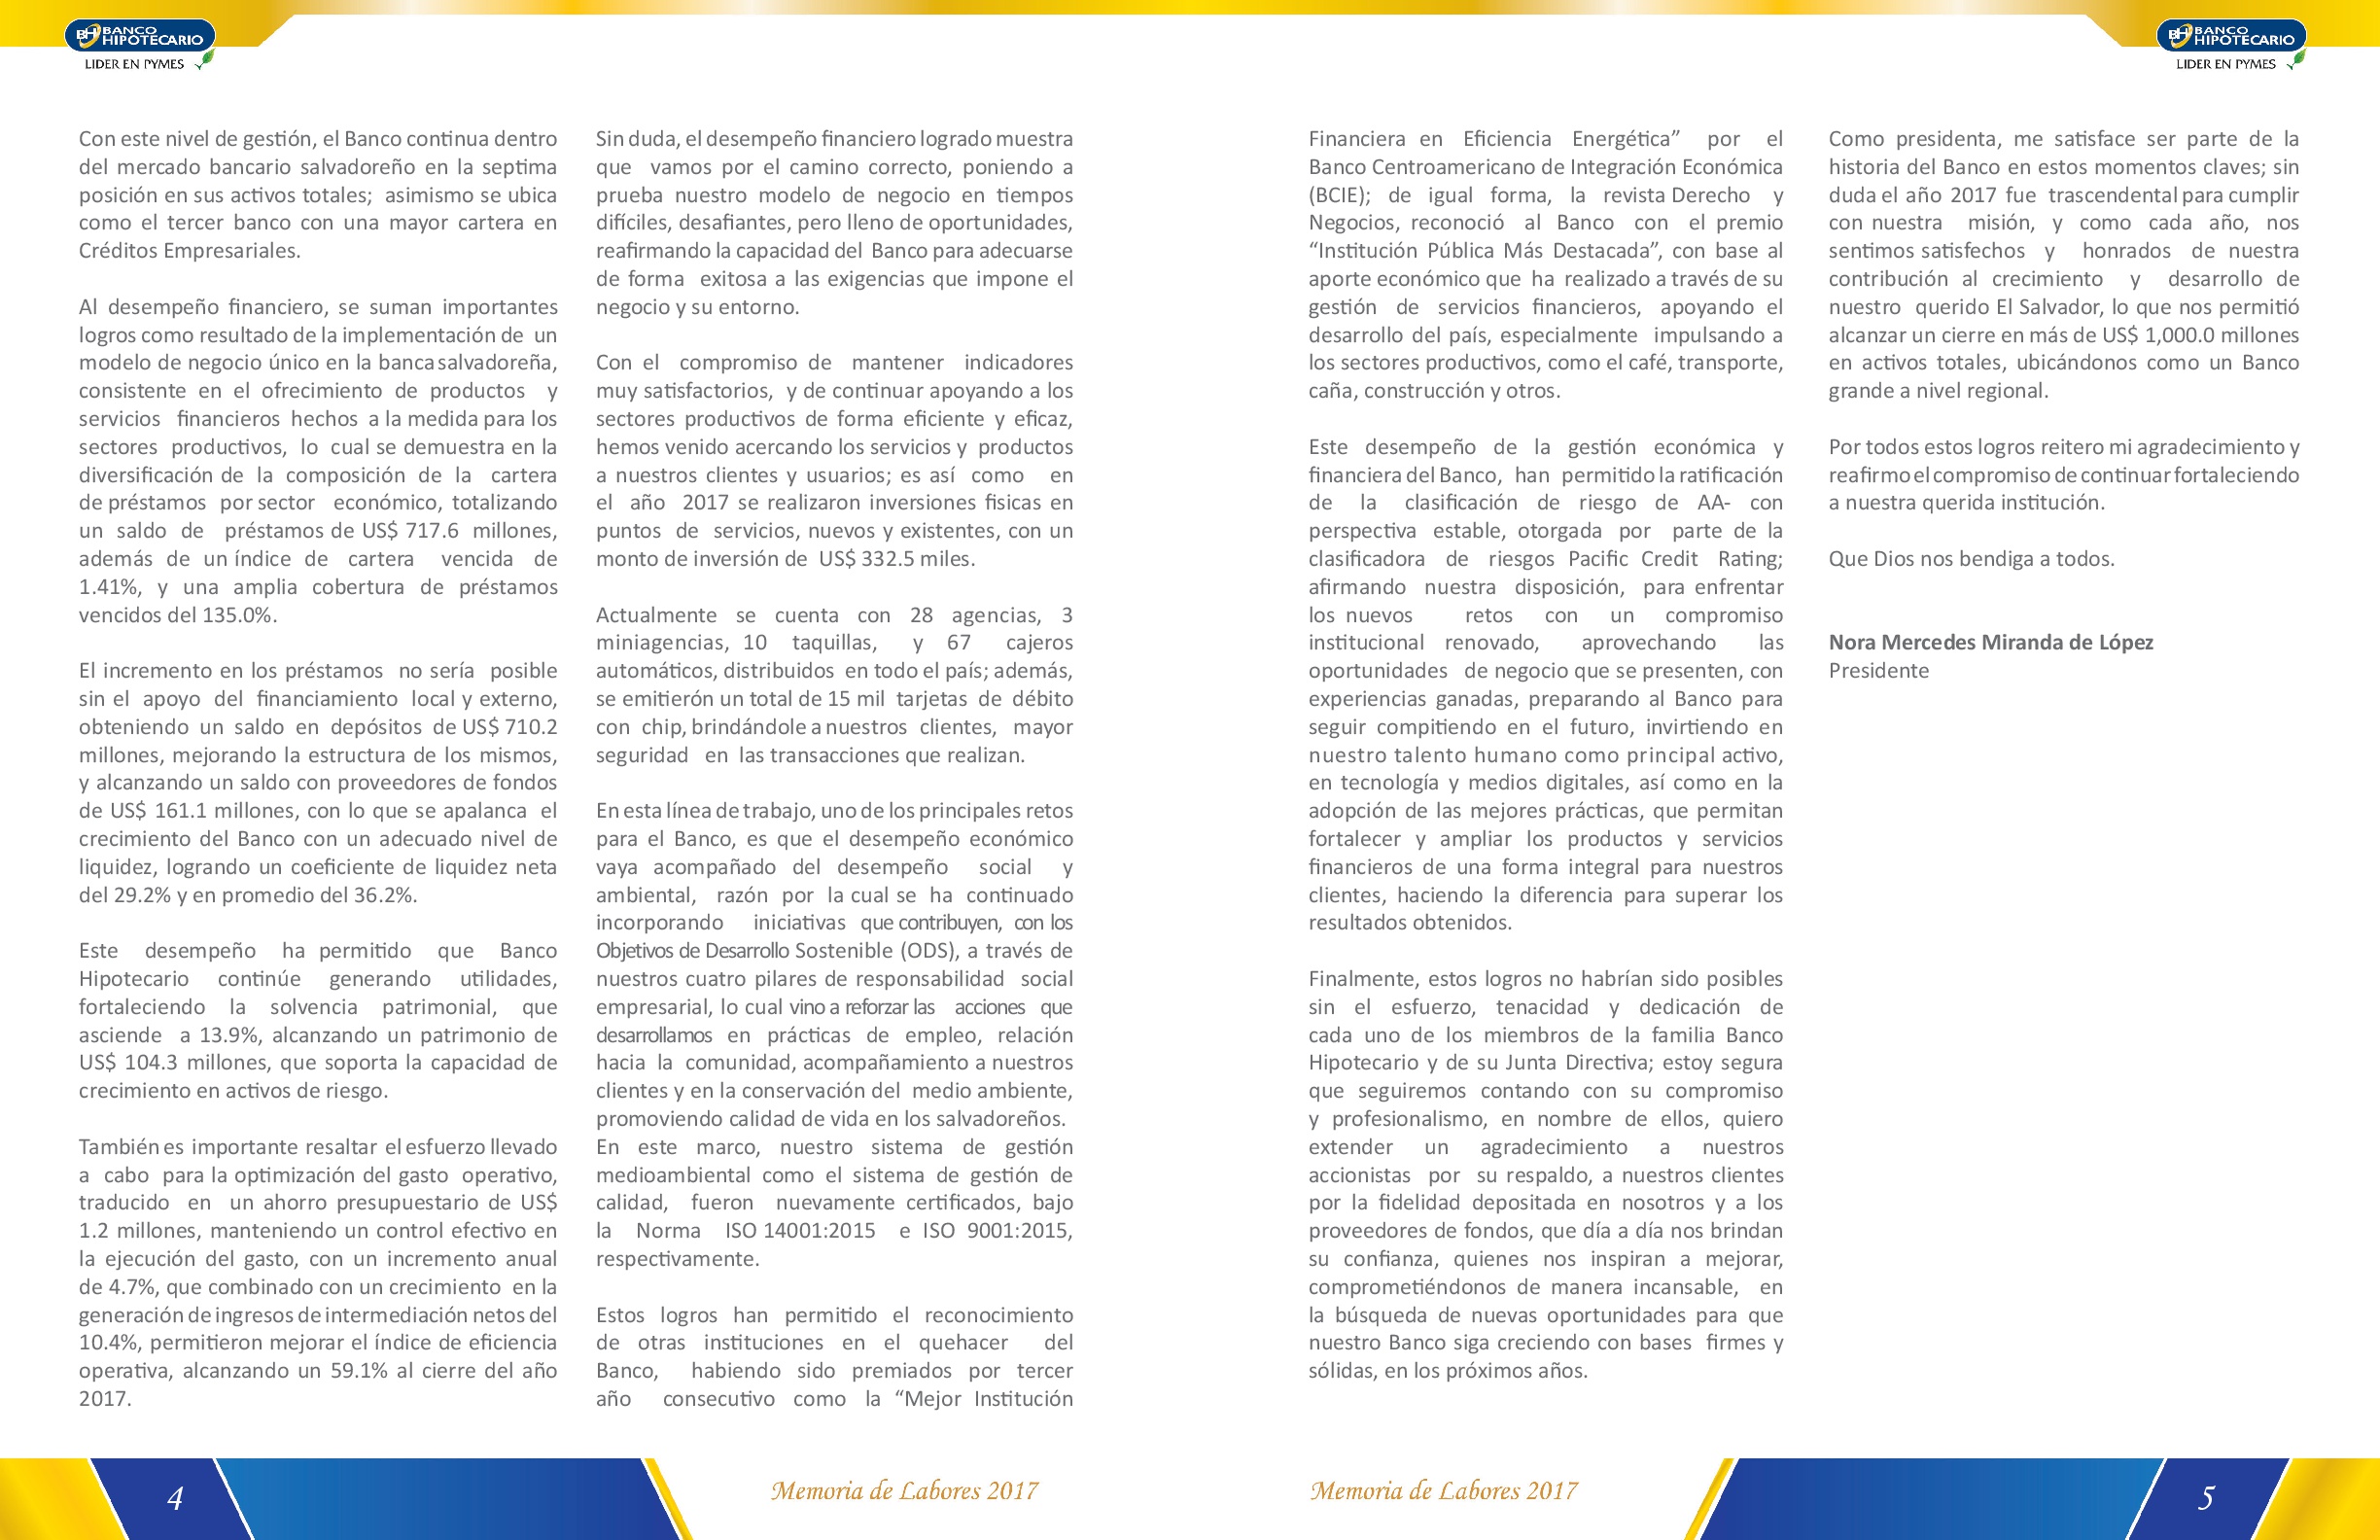 BH BANCO
HIPOTECARIO
LIDER EN PYMES
Con este nivel de gestión, el Banco continua dentro
del mercado bancario salvadoreño en la septima
posición en sus activos totales; asimismo se ubica
como el tercer banco con una mayor cartera en
Créditos Empresariales.
Al desempeño financiero, se suman importantes
logros como resultado de la implementación de un
modelo de negocio único en la banca salvadoreña,
consistente en el ofrecimiento de productos y
servicios financieros hechos a la medida para los
sectores productivos, lo cual se demuestra en la
diversificación de la composición de la cartera
de préstamos por sector económico, totalizando
un saldo de préstamos de US$ 717.6 millones,
además de un índice de cartera vencida de
1.41%, y una amplia cobertura de préstamos
vencidos del 135.0%.
El incremento en los préstamos no sería posible
sin el apoyo del financiamiento local y externo,
obteniendo un saldo en depósitos de US$ 710.2
millones, mejorando la estructura de los mismos,
y alcanzando un saldo con proveedores de fondos
de US$ 161.1 millones, con lo que se apalanca el
crecimiento del Banco con un adecuado nivel de
liquidez, logrando un coeficiente de liquidez neta
del 29.2% y en promedio del 36.2%.
Este desempeño ha permitido que Banco
Hipotecario continúe generando utilidades,
fortaleciendo la solvencia patrimonial, que
asciende a 13.9%, alcanzando un patrimonio de
US$ 104.3 millones, que soporta la capacidad de
crecimiento en activos de riesgo.
También es importante resaltar el esfuerzo llevado
a cabo para la optimización del gasto operativo,
traducido en un ahorro presupuestario de US$
1.2 millones, manteniendo un control efectivo en
la ejecución del gasto, con un incremento anual
de 4.7%, que combinado con un crecimiento en la
generación de ingresos de intermediación netos del
10.4%, permitieron mejorar el índice de eficiencia
operativa, alcanzando un 59.1% al cierre del año
2017.
Sin duda, el desempeño financiero logrado muestra
que vamos por el camino correcto, poniendo a
prueba nuestro modelo de negocio en tiempos
difíciles, desafiantes, pero lleno de oportunidades,
reafirmando la capacidad del Banco para adecuarse
de forma exitosa a las exigencias que impone el
negocio y su entorno.
Con el compromiso de mantener indicadores
muy satisfactorios, y de continuar apoyando a los
sectores productivos de forma eficiente y eficaz,
hemos venido acercando los servicios y productos
a nuestros clientes y usuarios; es así como en
el año 2017 se realizaron inversiones fisicas en
puntos de servicios, nuevos y existentes, con un
monto de inversión de US$ 332.5 miles.
Actualmente se cuenta con 28 agencias, 3
miniagencias, 10 taquillas, y 67 cajeros
automáticos, distribuidos en todo el país; además,
se emitierón un total de 15 mil tarjetas de débito
con chip, brindándole a nuestros clientes, mayor
seguridad en las transacciones que realizan.
En esta línea de trabajo, uno de los principales retos
para el Banco, es que el desempeño económico
vaya acompañado del desempeño social y
ambiental, razón por la cual se ha continuado
incorporando iniciativas que contribuyen, con los
Objetivos de Desarrollo Sostenible (ODS), a través de
nuestros cuatro pilares de responsabilidad social
empresarial, lo cual vino a reforzar las acciones que
desarrollamos en prácticas de empleo, relación
hacia la comunidad, acompañamiento a nuestros
clientes y en la conservación del medio ambiente,
promoviendo calidad de vida en los salvadoreños.
En este marco, nuestro sistema de gestión
medioambiental como el sistema de gestión de
calidad, fueron nuevamente certificados, bajo
la Norma ISO 14001:2015 e ISO 9001:2015,
respectivamente.
Estos logros han permitido el reconocimiento
de otras instituciones en el quehacer del
Banco, habiendo sido premiados por tercer
año consecutivo como la “Mejor Institución
4
Memoria de Labores 2017
BH BANCO
HIPOTECARIO
LIDER EN PYMES
Financiera en Eficiencia Energética” por el
Banco Centroamericano de Integración Económica
(BCIE); de igual forma, la revista Derecho y
Negocios, reconoció al Banco con el premio
“Institución Pública Más Destacada”, con base al
aporte económico que ha realizado a través de su
gestión de servicios financieros, apoyando el
desarrollo del país, especialmente impulsando a
los sectores productivos, como el café, transporte,
caña, construcción y otros.
Este desempeño de la gestión económica y
financiera del Banco, han permitido la ratificación
de la clasificación de riesgo de AA- con
perspectiva estable, otorgada por parte de la
clasificadora de riesgos Pacific Credit Rating;
afirmando nuestra disposición, para enfrentar
los nuevos retos con un compromiso
institucional renovado, aprovechando las
oportunidades de negocio que se presenten, con
experiencias ganadas, preparando al Banco para
seguir compitiendo en el futuro, invirtiendo en
nuestro talento humano como principal activo,
en tecnología y medios digitales, así como en la
adopción de las mejores prácticas, que permitan
fortalecer y ampliar los productos y servicios
financieros de una forma integral para nuestros
clientes, haciendo la diferencia para superar los
resultados obtenidos.
Finalmente, estos logros no habrían sido posibles
sin el esfuerzo, tenacidad y dedicación de
cada uno de los miembros de la familia Banco
Hipotecario y de su Junta Directiva; estoy segura
que seguiremos contando con su compromiso
y profesionalismo, en nombre de ellos, quiero
extender un agradecimiento a nuestros
accionistas por su respaldo, a nuestros clientes
por la fidelidad depositada en nosotros y a los
proveedores de fondos, que día a día nos brindan
su confianza, quienes nos inspiran a mejorar,
comprometiéndonos de manera incansable, en
la búsqueda de nuevas oportunidades para que
nuestro Banco siga creciendo con bases firmes y
sólidas, en los próximos años.
Como presidenta, me satisface ser parte de la
historia del Banco en estos momentos claves; sin
duda el año 2017 fue trascendental para cumplir
con nuestra misión, y como cada año, nos
sentimos satisfechos y honrados de nuestra
contribución al crecimiento y desarrollo de
nuestro querido El Salvador, lo que nos permitió
alcanzar un cierre en más de US$ 1,000.0 millones
en activos totales, ubicándonos como un Banco
grande a nivel regional.
Por todos estos logros reitero mi agradecimiento y
reafirmo el compromiso de continuar fortaleciendo
a nuestra querida institución.
Que Dios nos bendiga a todos.
Nora Mercedes Miranda de López
Presidente
Memoria de Labores 2017
5